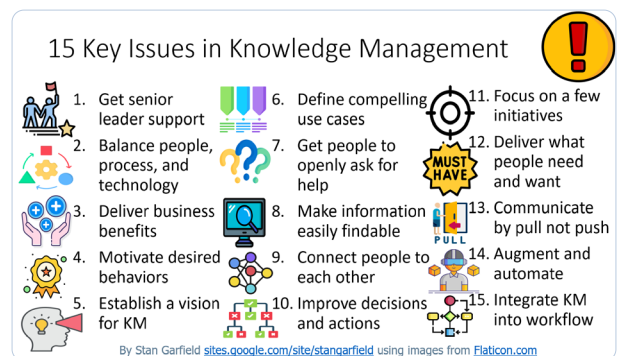 15 Key Issues in Knowledge Management
1. Get senior
leader support
2. Balance people,
process, and
technology
3. Deliver business
benefits
4. Motivate desired
behaviors
5. Establish a vision
for KM
6. Define compelling
use cases
7. Get people to
openly ask for
help
8. Make information
easily findable
9. Connect people to
each other
10. Improve decisions
and actions
11. Focus on a few
initiatives
MUST
HAVE
12. Deliver what
people need
and want
PULL
13. Communicate
by pull not push
14. Augment and
automate
15. Integrate KM
into workflow
By Stan Garfield sites.google.com/site/stangarfield using images from Flaticon.com